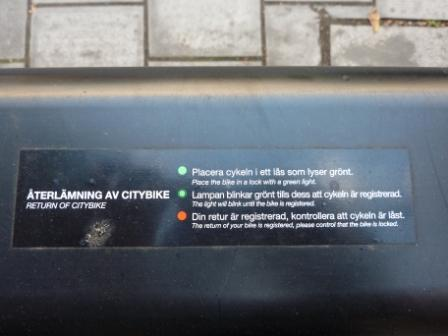 ÅTERLÄMNING AV CITYBIKE
RETURN OF CITYBIKE
Placera cykeln i ett lås som lyser grönt.
Place the bike in a lock with a green light.
Lampan blinkar grönt tills dess att cykeln är registrerad.
The light will blink until the bike is registered.
Din retur är registrerad, kontrollera att cykeln är låst.
The return of your bike is registered, please control that the bike is locked.